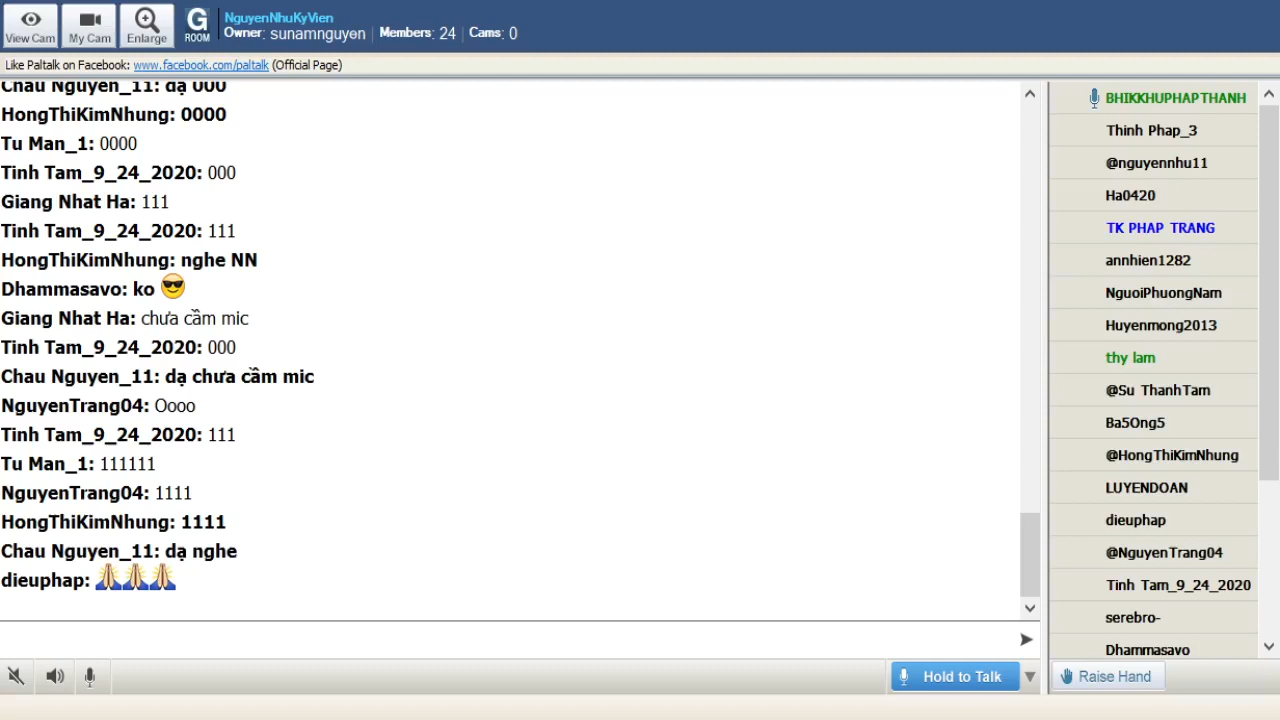 View Cam
My Cam
Enlarge
G
ROOM
NguyenNhuKyVien
Owner: sunamnguyen | Members: 24 | Cams: 0
Like Paltalk on Facebook: www.facebook.com/paltalk (Official Page)
Chau Nguyen_11: dạ 000
HongThiKimNhung: 0000
Tu Man_1: 0000
Tinh Tam_9_24_2020: 000
Giang Nhat Ha: 111
Tinh Tam_9_24_2020: 111
HongThiKimNhung: nghe NN
Dhammasavo: ko 😎
Giang Nhat Ha: chưa cầm mic
Tinh Tam_9_24_2020: 000
Chau Nguyen_11: dạ chưa cầm mic
NguyenTrang04: Oooo
Tinh Tam_9_24_2020: 111
Tu Man_1: 111111
NguyenTrang04: 1111
HongThiKimNhung: 1111
Chau Nguyen_11: dạ nghe
dieuphap: 🙏🙏🙏
Hold to Talk
BHIKKHUPHAPTHANH
Thinh Phap_3
@nguyennhu11
Ha0420
TK PHAP TRANG
annhien1282
NguoiPhuongNam
Huyenmong2013
thy lam
@Su ThanhTam
Ba5Ong5
@HongThiKimNhung
LUYENDOAN
dieuphap
@NguyenTrang04
Tinh Tam_9_24_2020
serebro-
Dhammasavo
Raise Hand